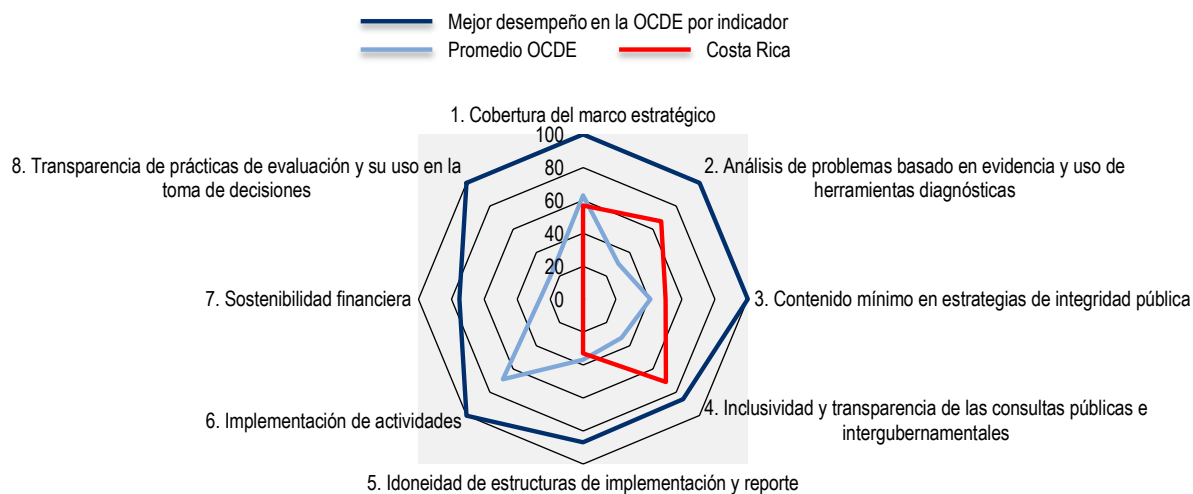 Mejor desempeño en la OCDE por indicador
Promedio OCDE
Costa Rica
1. Cobertura del marco estratégico
100
80
60
40
20
0
2. Análisis de problemas basado en evidencia y uso de
herramientas diagnósticas
3. Contenido mínimo en estrategias de integridad pública
4. Inclusividad y transparencia de las consultas públicas e
intergubernamentales
5. Idoneidad de estructuras de implementación y reporte
6. Implementación de actividades
7. Sostenibilidad financiera
8. Transparencia de prácticas de evaluación y su uso en la
toma de decisiones